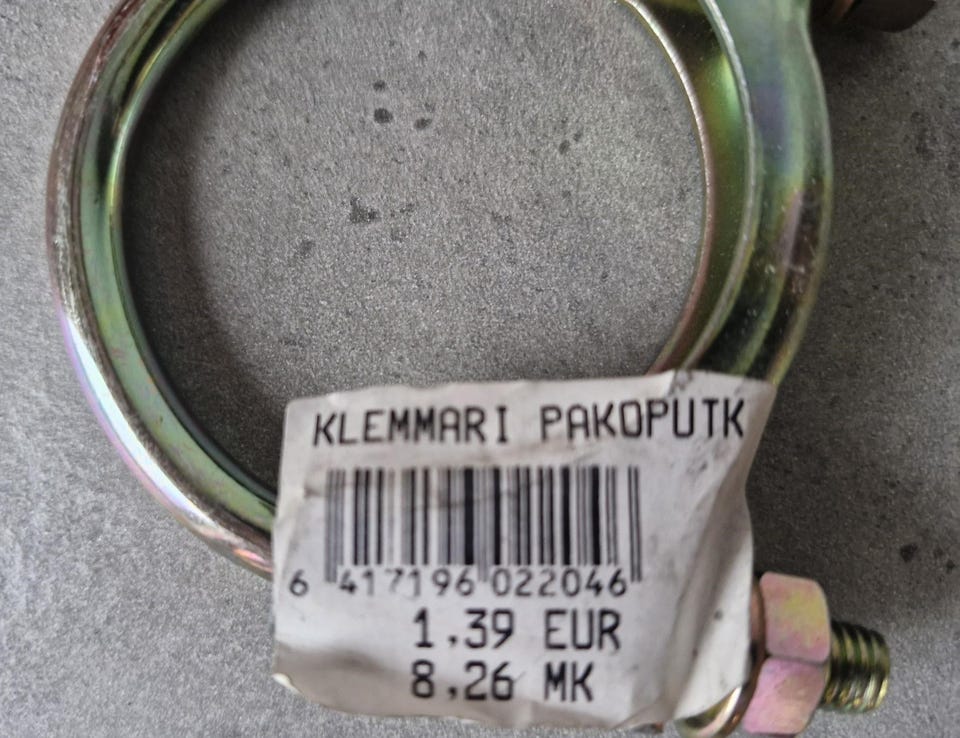 KLEMMARI PAKOPUTK
6 417196 022046
1,39 EUR
8,26 MK